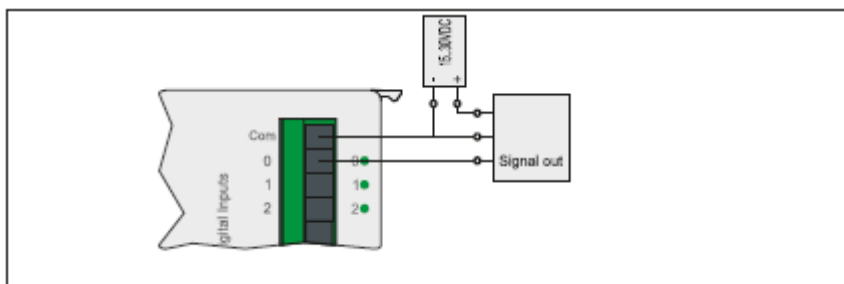 15..30VDC
- +
Com
0 0
1 1
2 2
gital Inputs
Signal out